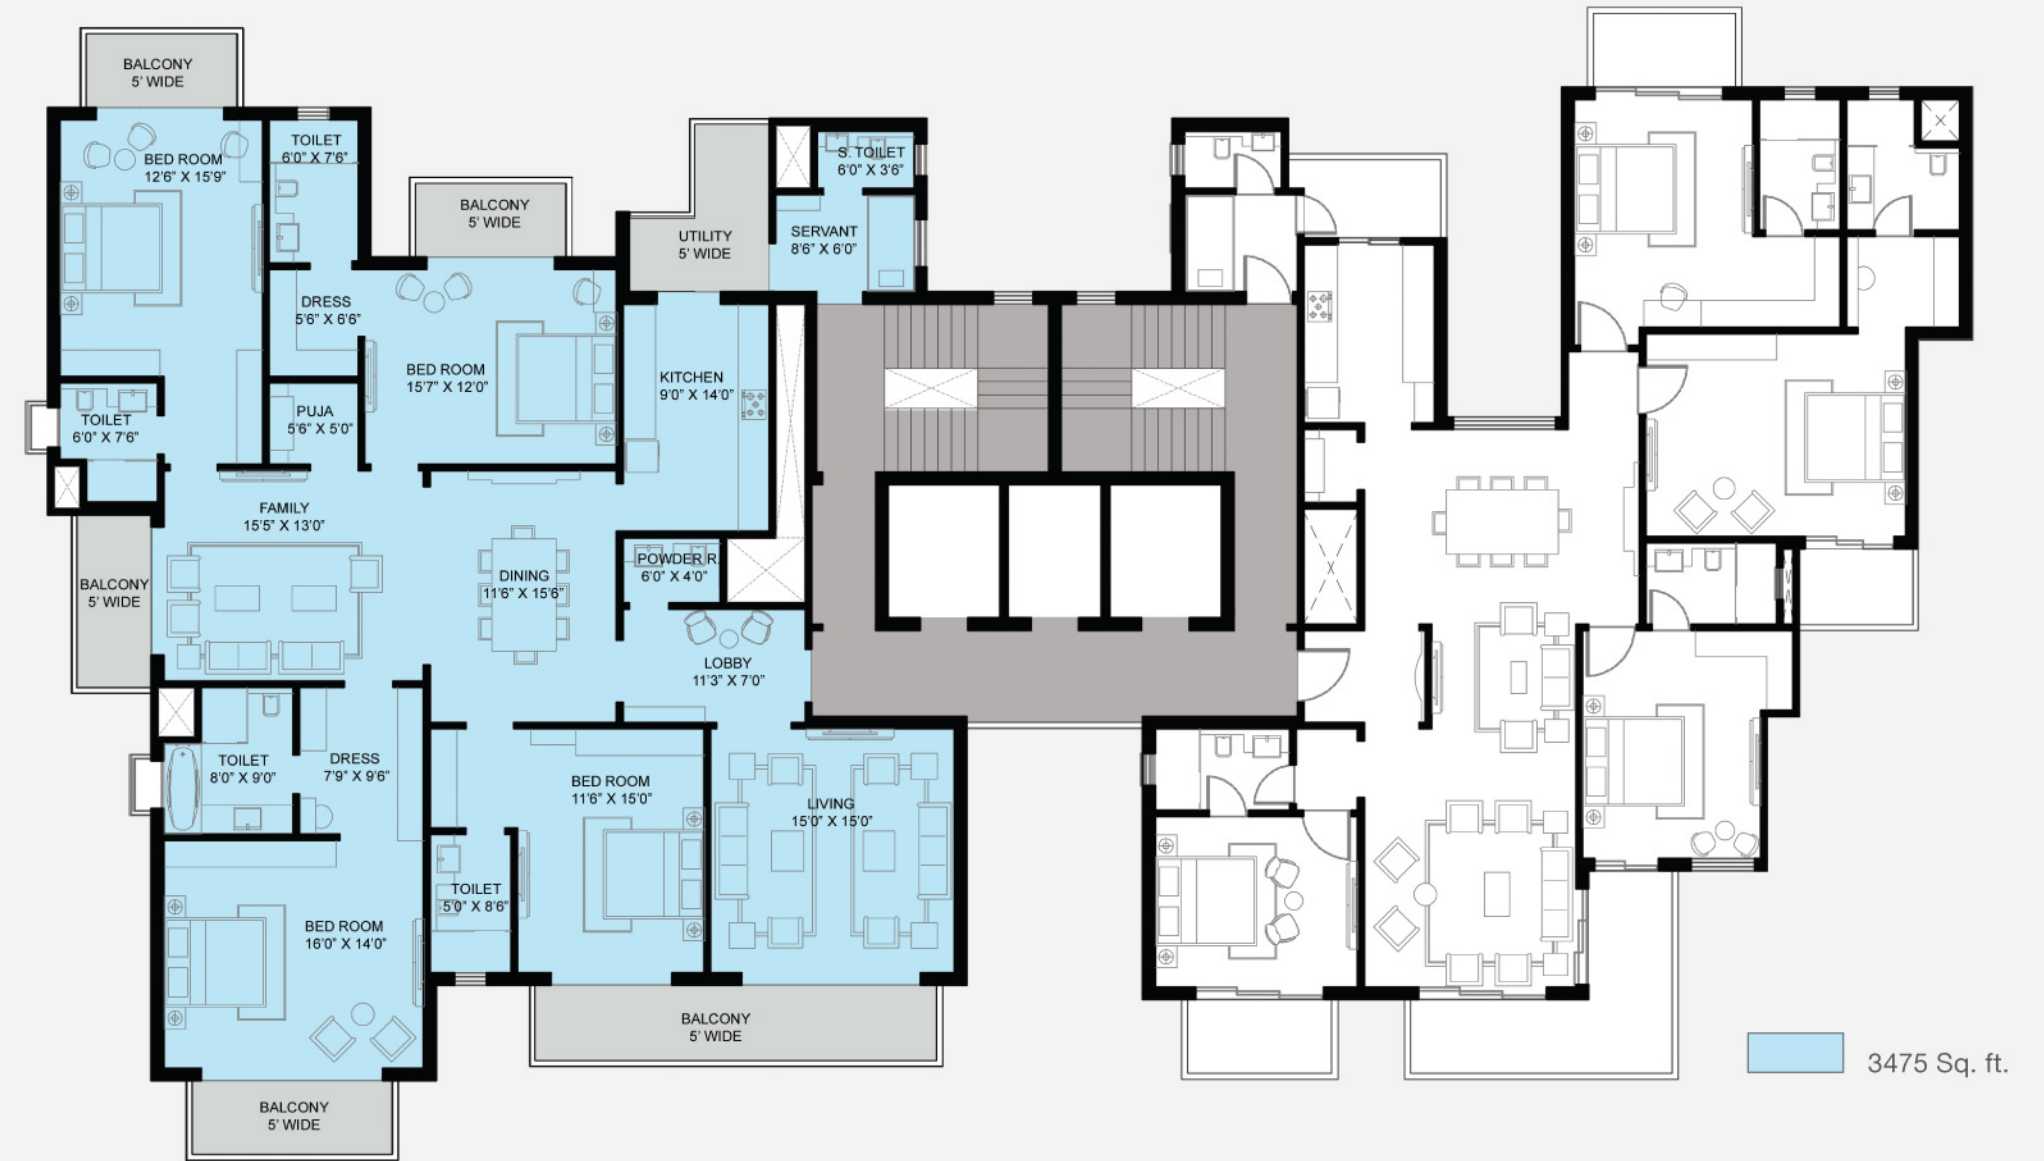 BALCONY
5' WIDE
BED ROOM
12'6" X 15'9"
TOILET
6'0" X 7'6"
BALCONY
5' WIDE
UTILITY
5' WIDE
S. TOILET
6'0" X 3'6"
SERVANT
8'6" X 6'0"
DRESS
5'6" X 6'6"
BED ROOM
15'7" X 12'0"
KITCHEN
9'0" X 14'0"
TOILET
6'0" X 7'6"
PUJA
5'6" X 5'0"
FAMILY
15'5" X 13'0"
BALCONY
5' WIDE
DINING
11'6" X 15'6"
POWDER R.
6'0" X 4'0"
LOBBY
11'3" X 7'0"
TOILET
8'0" X 9'0"
DRESS
7'9" X 9'6"
BED ROOM
11'6" X 15'0"
LIVING
15'0" X 15'0"
TOILET
5'0" X 8'6"
BED ROOM
16'0" X 14'0"
BALCONY
5' WIDE
BALCONY
5' WIDE
3475 Sq. ft.